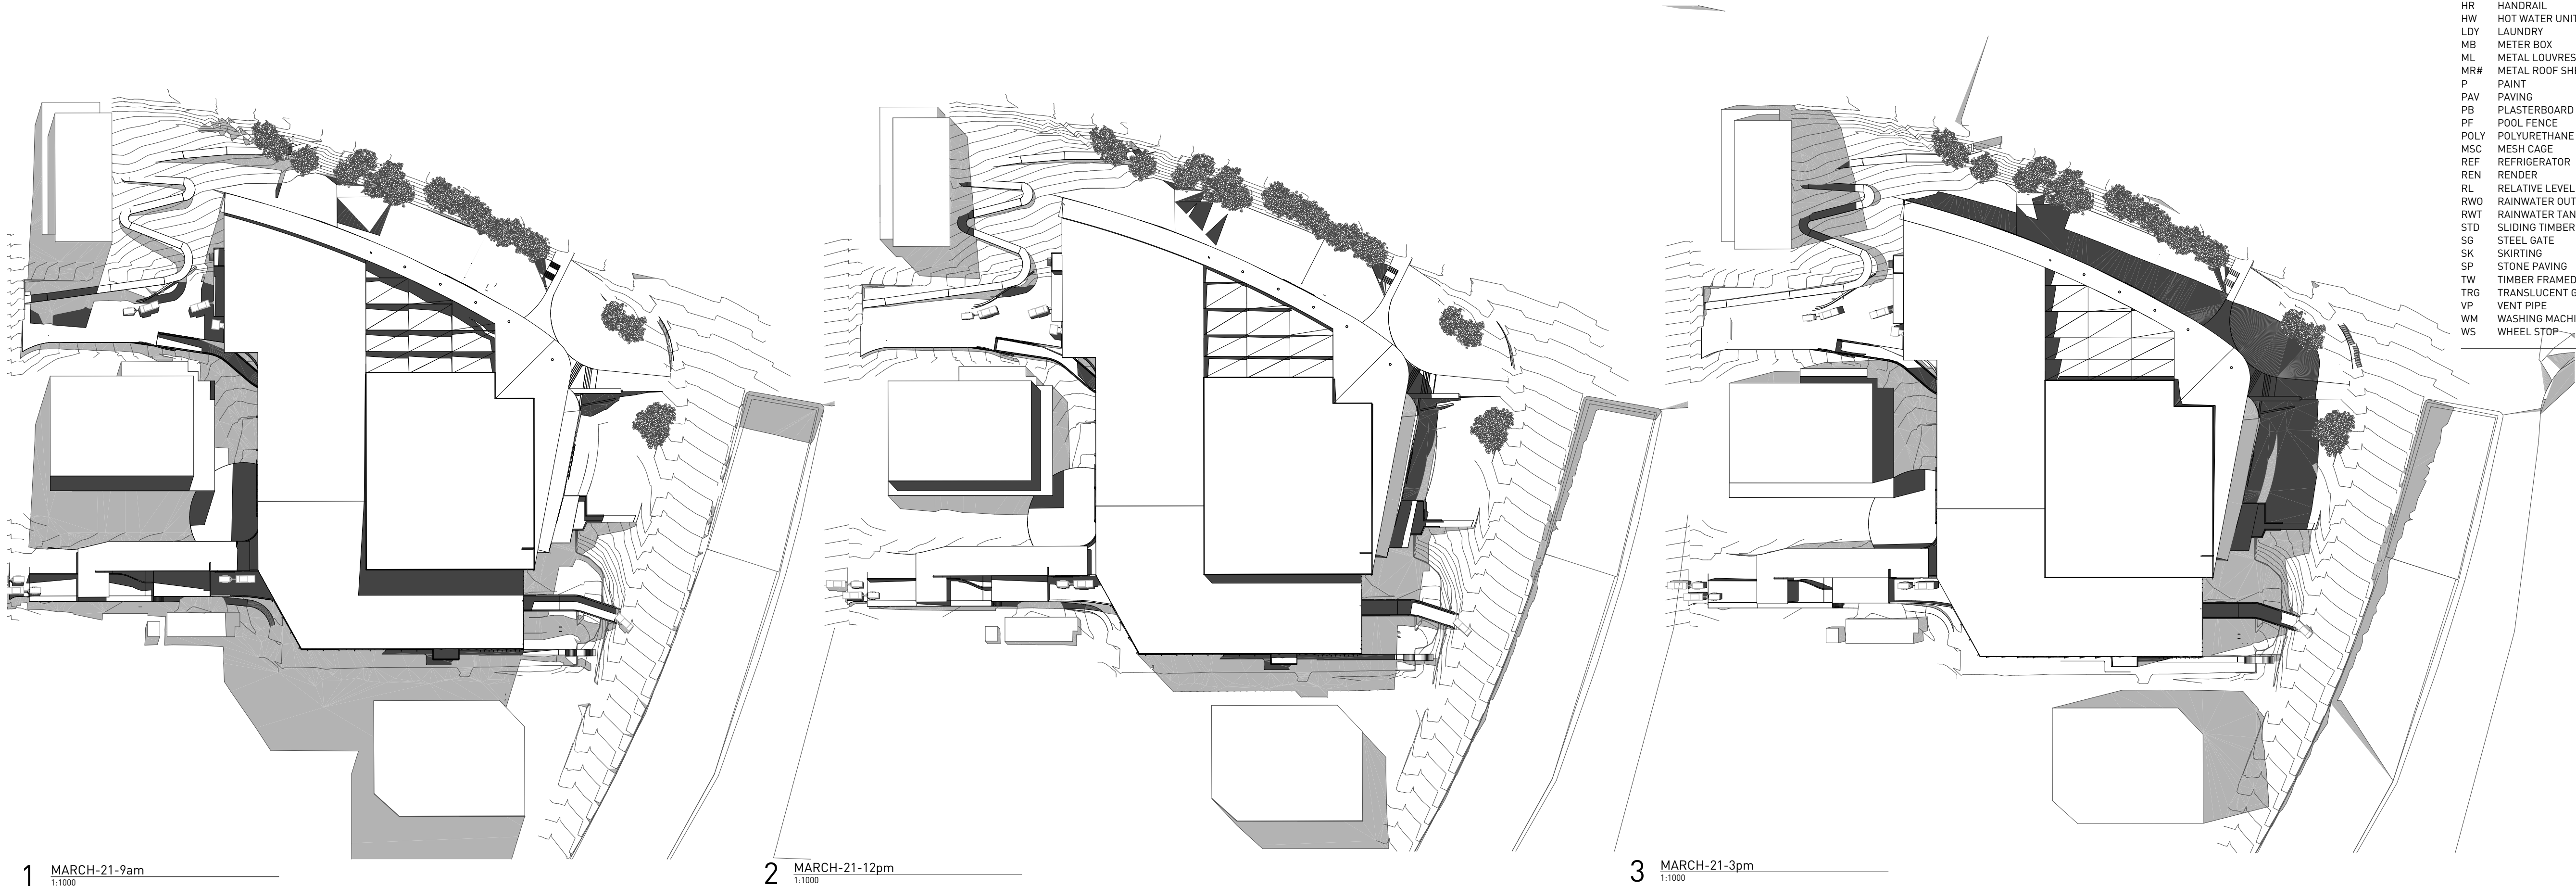 HR HANDRAIL
HW HOT WATER UNIT
LDY LAUNDRY
MB METER BOX
ML METAL LOUVRES
MR# METAL ROOF SHE
P PAINT
PAV PAVING
PB PLASTERBOARD
PF POOL FENCE
POLY POLYURETHANE
MSC MESH CAGE
REF REFRIGERATOR
REN RENDER
RL RELATIVE LEVEL
RWO RAINWATER OUT
RWT RAINWATER TAN
STD SLIDING TIMBER
SG STEEL GATE
SK SKIRTING
SP STONE PAVING
TW TIMBER FRAMED
TRG TRANSLUCENT G
VP VENT PIPE
WM WASHING MACHI
WS WHEEL STOP
1 MARCH-21-9am
1:1000
2 MARCH-21-12pm
1:1000
3 MARCH-21-3pm
1:1000